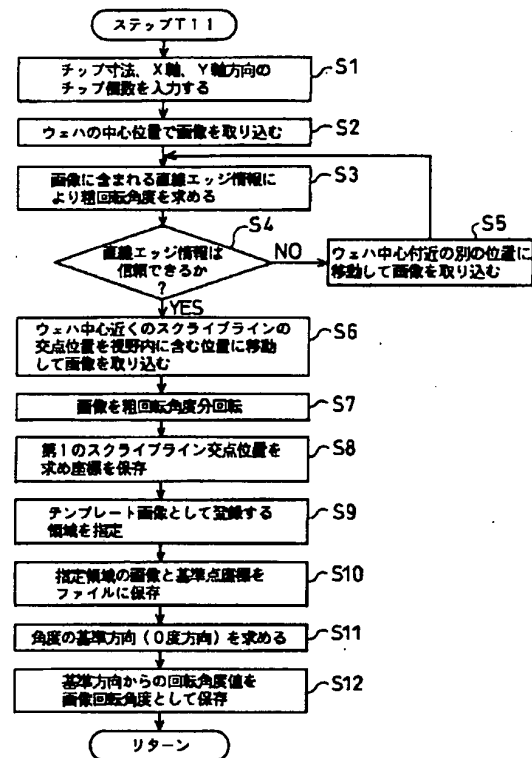 ステップT11
チップ寸法、X軸、Y軸方向の
チップ個数を入力する
S1
ウェハの中心位置で画像を取り込む
S2
画像に含まれる直線エッジ情報に
より粗回転角度を求める
S3
直線エッジ情報は
信頼できるか
?
S4
NO
YES
ウェハ中心付近の別の位置に
移動して画像を取り込む
S5
ウェハ中心近くのスクライブラインの
交点位置を視野内に含む位置に移動
して画像を取り込む
S6
画像を粗回転角度分回転
S7
第1のスクライブライン交点位置を
求め座標を保存
S8
テンプレート画像として登録する
領域を指定
S9
指定領域の画像と基準点座標を
ファイルに保存
S10
角度の基準方向(0度方向)を求める
S11
基準方向からの回転角度値を
画像回転角度として保存
S12
リターン